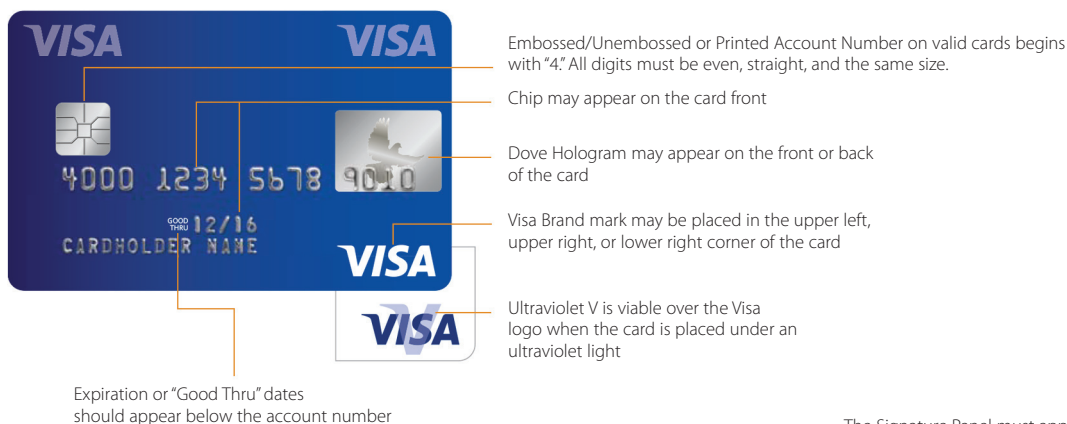 VISA
VISA
4000 1234 5678 9010
GOOD
THRU 12/16
CARDHOLDER NAME
VISA
VISA
Embossed/Unembossed or Printed Account Number on valid cards begins
with “4.” All digits must be even, straight, and the same size.
Chip may appear on the card front
Dove Hologram may appear on the front or back
of the card
Visa Brand mark may be placed in the upper left,
upper right, or lower right corner of the card
Ultraviolet V is viable over the Visa
logo when the card is placed under an
ultraviolet light
Expiration or “Good Thru” dates
should appear below the account number